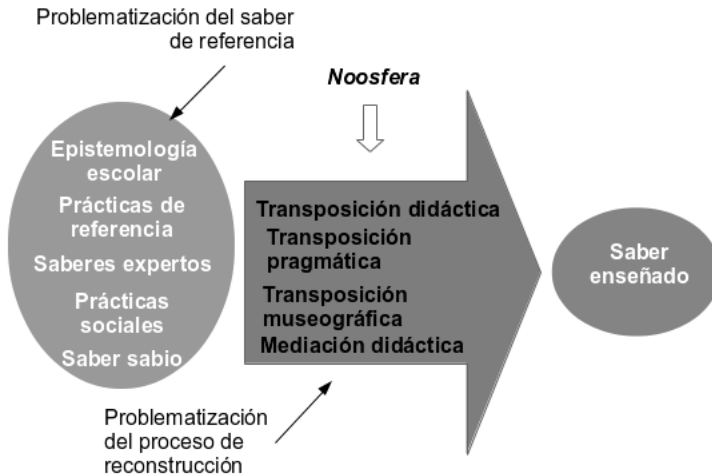 Problematización del saber
de referencia
Noosfera
Epistemología
escolar
Prácticas de
referencia
Saberes expertos
Prácticas
sociales
Saber sabio
Transposición didáctica
Transposición
pragmática
Transposición
museográfica
Mediación didáctica
Saber
enseñado
Problematización
del proceso de
reconstrucción